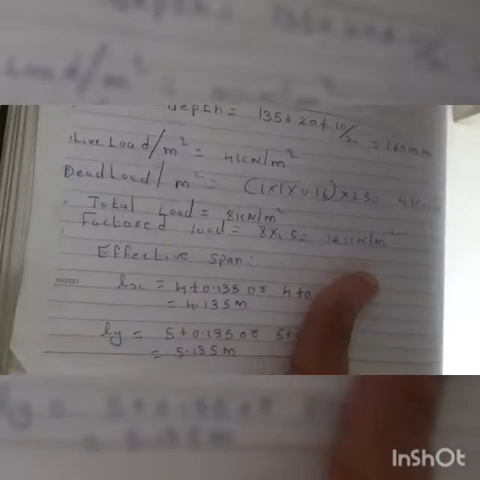 depth = 135 + 20 + 10/2 = 160mm
Live Load/m² = 4KN/m²
Dead Load/m² = (1x1x0.16)x25 =
Total Load = 8KN/m²
Factored load = 8x1.5 = 12KN/m²
Effective span:
lx = 4+0.135 or 4+0
= 4.135m
ly = 5+0.135 or 5+
= 5.135m
InShOt